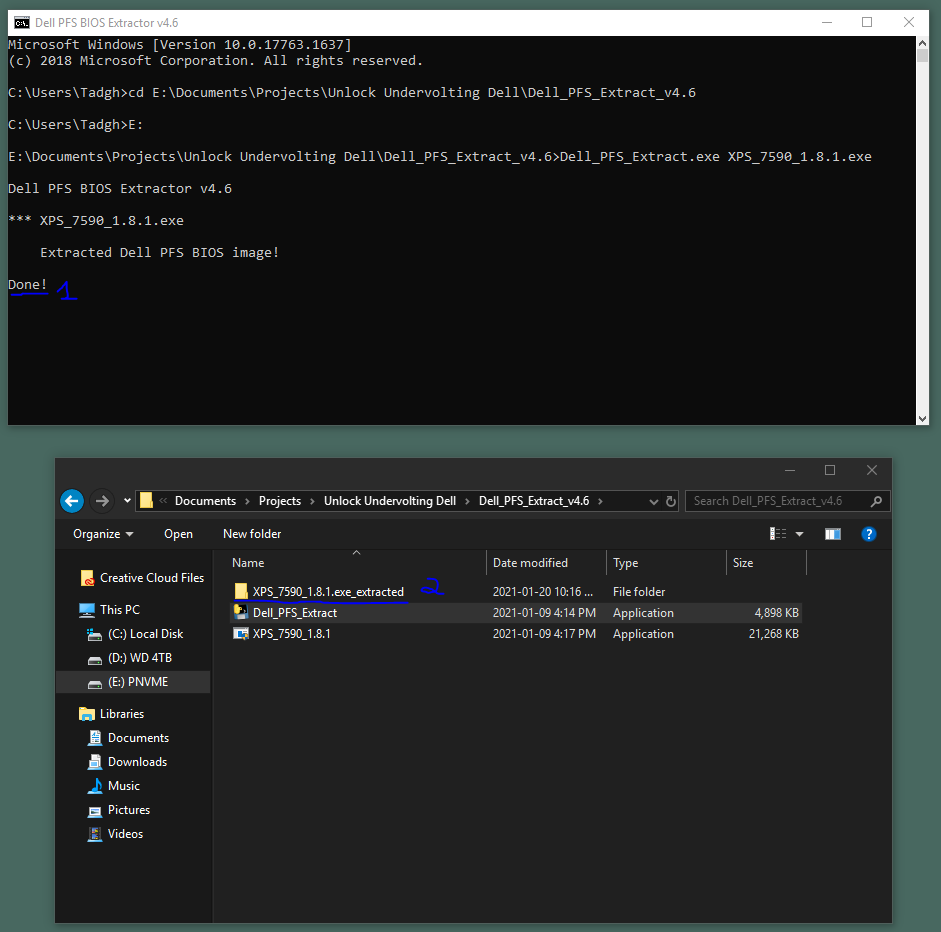 Dell PFS BIOS Extractor v4.6
Microsoft Windows [Version 10.0.17763.1637]
(c) 2018 Microsoft Corporation. All rights reserved.
C:\Users\Tadgh>cd E:\Documents\Projects\Unlock Undervolting Dell\Dell_PFS_Extract_v4.6
C:\Users\Tadgh>E:
E:\Documents\Projects\Unlock Undervolting Dell\Dell_PFS_Extract_v4.6>Dell_PFS_Extract.exe XPS_7590_1.8.1.exe
Dell PFS BIOS Extractor v4.6
*** XPS_7590_1.8.1.exe
Extracted Dell PFS BIOS image!
Done! 1
« Documents > Projects > Unlock Undervolting Dell > Dell_PFS_Extract_v4.6 > Search Dell_PFS_Extract_v4.6
Organize Open New folder ?
Name Date modified Type Size
XPS_7590_1.8.1.exe_extracted 2 2021-01-20 10:16 ... File folder
Dell_PFS_Extract 2021-01-09 4:14 PM Application 4,898 KB
XPS_7590_1.8.1 2021-01-09 4:17 PM Application 21,268 KB
Creative Cloud Files
This PC
(C:) Local Disk
(D:) WD 4TB
(E:) PNVME
Libraries
Documents
Downloads
Music
Pictures
Videos